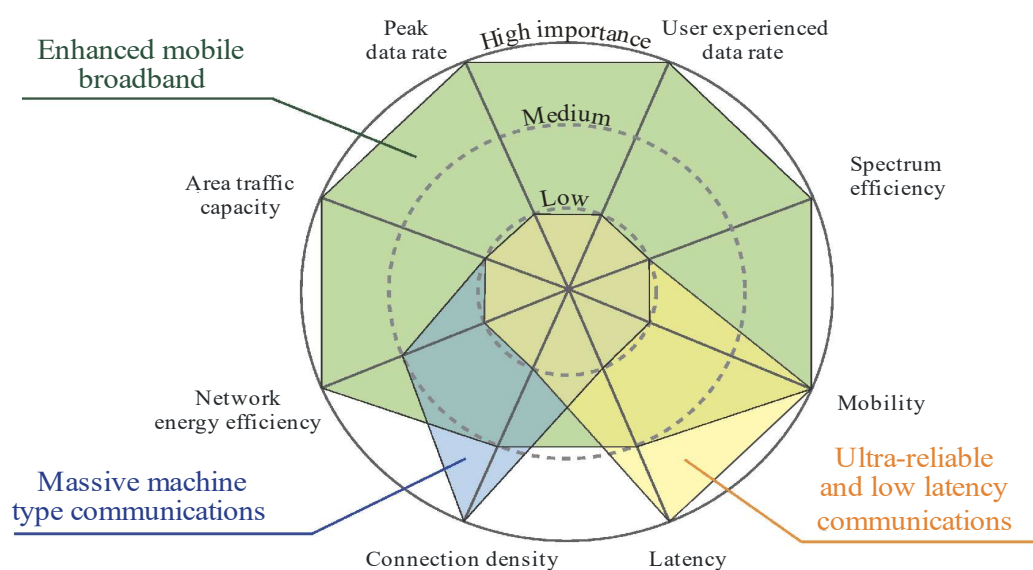 Peak
data rate
High importance
User experienced
data rate
Enhanced mobile
broadband
Medium
Area traffic
capacity
Spectrum
efficiency
Low
Network
energy efficiency
Mobility
Massive machine
type communications
Ultra-reliable
and low latency
communications
Connection density
Latency